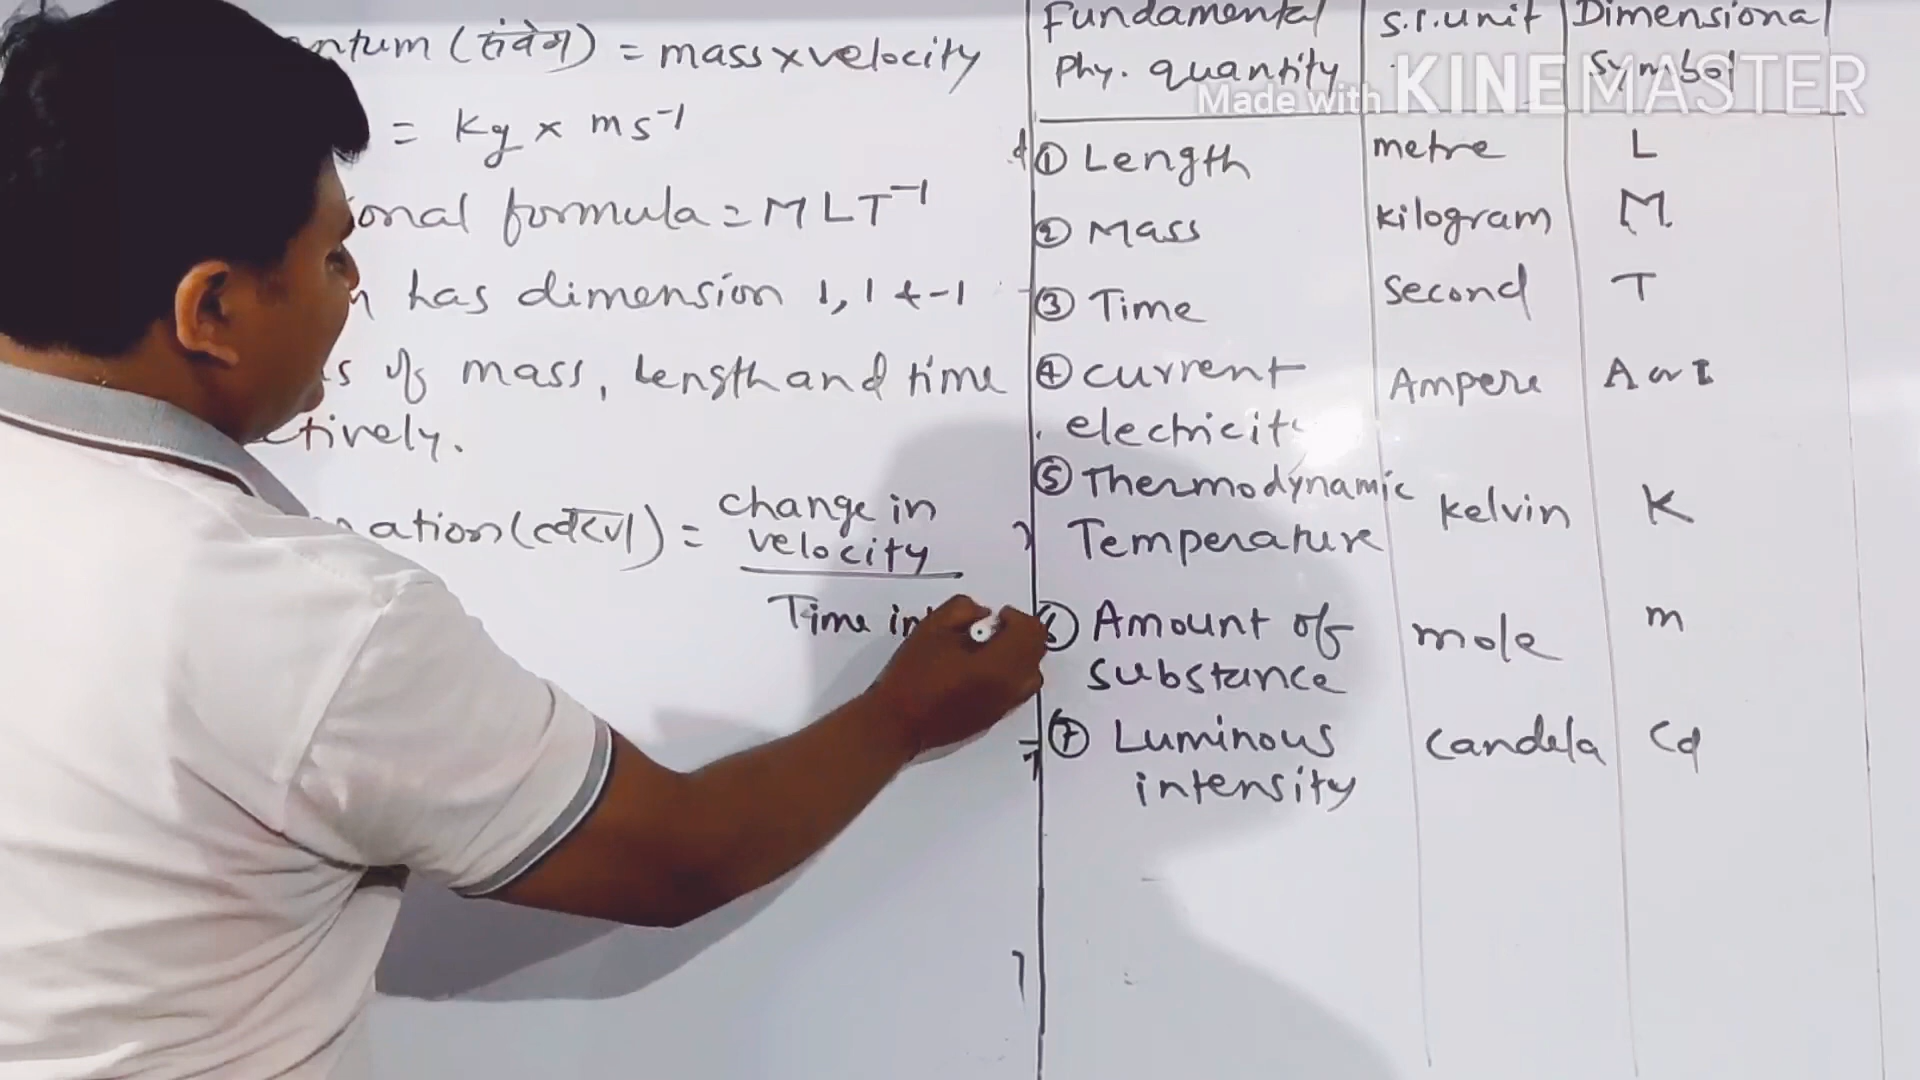 ntum (संवेग) = mass x velocity
= Kg x ms⁻¹
onal formula = MLT⁻¹
has dimension 1, 1 & -1
s of mass, length and time
ctively.
ation (त्वरण) = change in
velocity
Time in
Fundamental S.I. unit Dimensional
Phy. quantity Symbol
Made with KINEMASTER
① Length metre L
② Mass kilogram M
③ Time second T
④ current Ampere A or I
electricity
⑤ Thermodynamic
Temperature kelvin K
⑥ Amount of mole m
substance
⑦ Luminous candela Cd
intensity